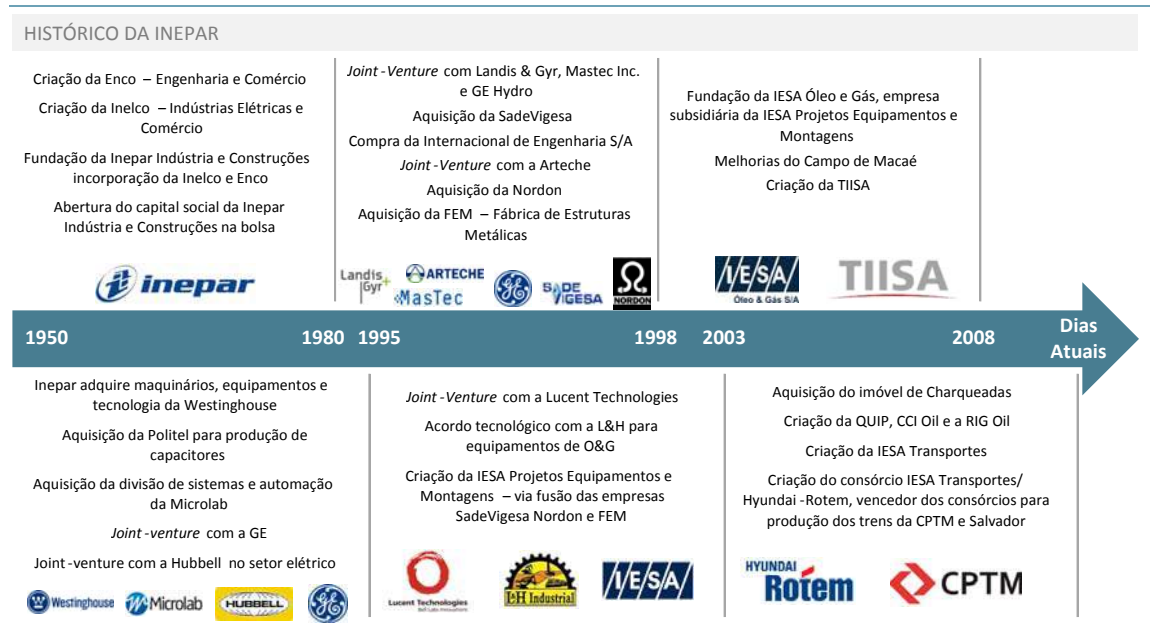 HISTÓRICO DA INEPAR
Criação da Enco – Engenharia e Comércio
Criação da Inelco – Indústrias Elétricas e
Comércio
Fundação da Inepar Indústria e Construções
incorporação da Inelco e Enco
Abertura do capital social da Inepar
Indústria e Construções na bolsa
inepar
Joint-Venture com Landis & Gyr, Mastec Inc.
e GE Hydro
Aquisição da SadeVigesa
Compra da Internacional de Engenharia S/A
Joint-Venture com a Arteche
Aquisição da Nordon
Aquisição da FEM – Fábrica de Estruturas
Metálicas
Landis
Gyr+
ARTECHE
MasTec
GE
SADE
VIGESA
NORDON
Fundação da IESA Óleo e Gás, empresa
subsidiária da IESA Projetos Equipamentos e
Montagens
Melhorias do Campo de Macaé
Criação da TIISA
IESA
Óleo & Gás S/A
TIISA
1950 1980 1995 1998 2003 2008 Dias
Atuais
Inepar adquire maquinários, equipamentos e
tecnologia da Westinghouse
Aquisição da Politel para produção de
capacitores
Aquisição da divisão de sistemas e automação
da Microlab
Joint-venture com a GE
Joint-venture com a Hubbell no setor elétrico
Westinghouse
Microlab
HUBBELL
GE
Joint-Venture com a Lucent Technologies
Acordo tecnológico com a L&H para
equipamentos de O&G
Criação da IESA Projetos Equipamentos e
Montagens – via fusão das empresas
SadeVigesa Nordon e FEM
Lucent Technologies
Bell Labs Innovations
L&H Industrial
IESA
Aquisição do imóvel de Charqueadas
Criação da QUIP, CCI Oil e a RIG Oil
Criação da IESA Transportes
Criação do consórcio IESA Transportes/
Hyundai-Rotem, vencedor dos consórcios para
produção dos trens da CPTM e Salvador
HYUNDAI
Rotem
CPTM